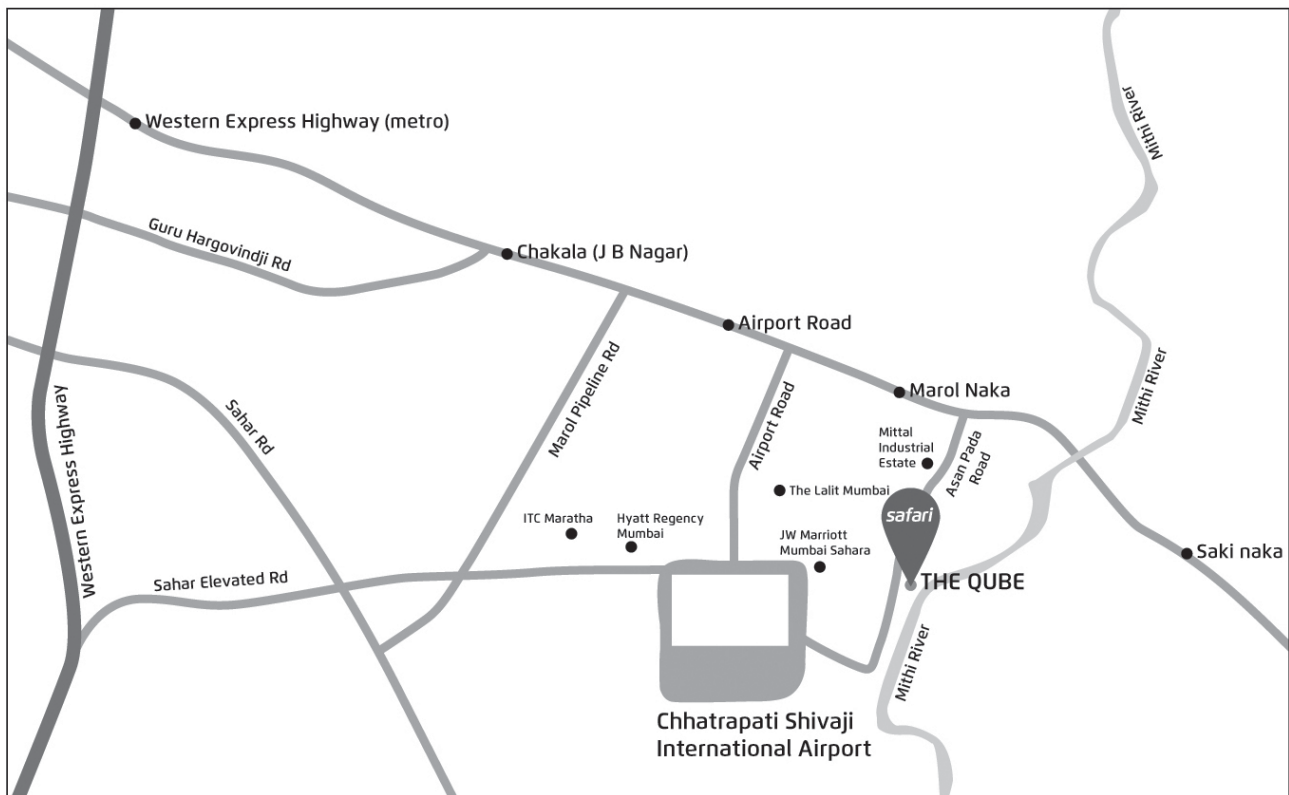 Western Express Highway (metro)
Mithi River
Guru Hargovindji Rd
Chakala (J B Nagar)
Airport Road
Mithi River
Marol Naka
Western Express Highway
Sahar Rd
Marol Pipeline Rd
Airport Road
Mittal
Industrial
Estate
Asan Pada
Road
The Lalit Mumbai
safari
ITC Maratha
Hyatt Regency
Mumbai
JW Marriott
Mumbai Sahara
Saki naka
Sahar Elevated Rd
THE QUBE
Mithi River
Chhatrapati Shivaji
International Airport